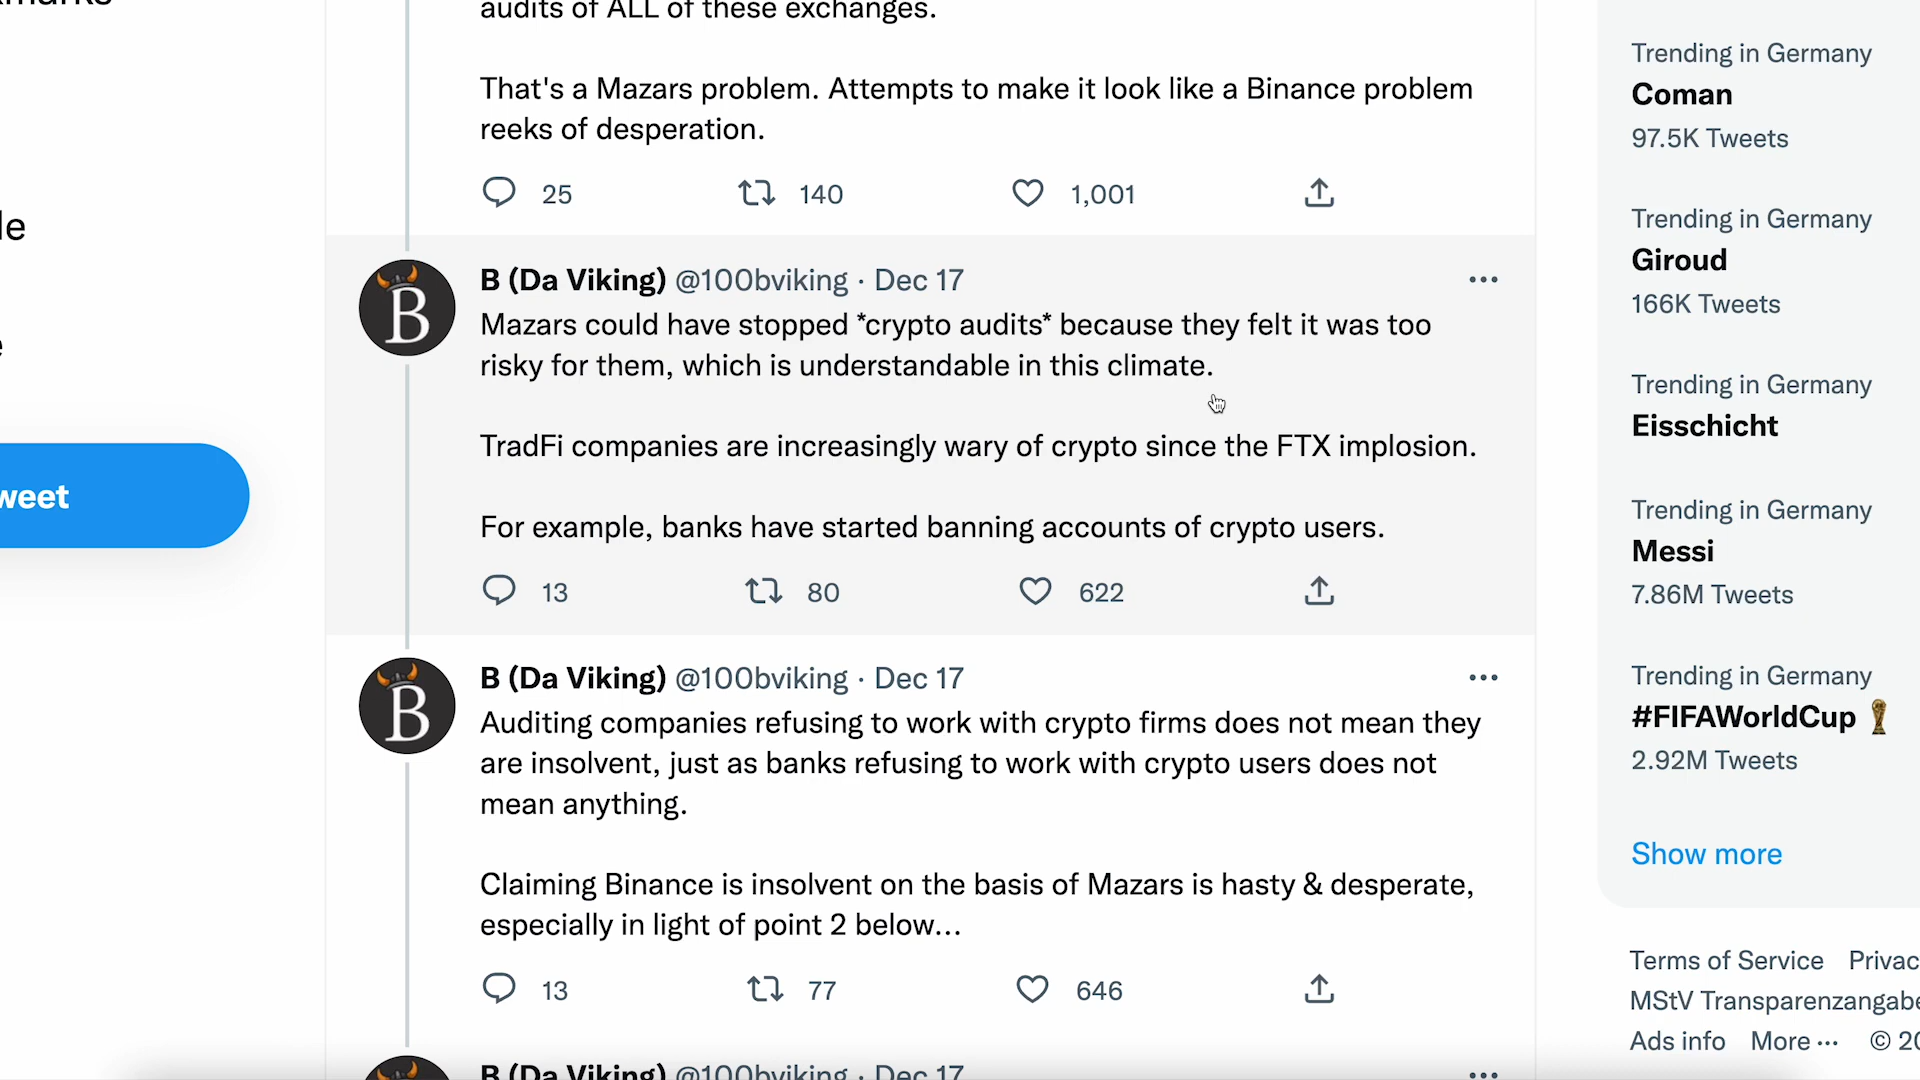 le
weet
audits of ALL of these exchanges.
That's a Mazars problem. Attempts to make it look like a Binance problem
reeks of desperation.
25 140 1,001
B
B (Da Viking) @100bviking · Dec 17
Mazars could have stopped *crypto audits* because they felt it was too
risky for them, which is understandable in this climate.
TradFi companies are increasingly wary of crypto since the FTX implosion.
For example, banks have started banning accounts of crypto users.
13 80 622
B
B (Da Viking) @100bviking · Dec 17
Auditing companies refusing to work with crypto firms does not mean they
are insolvent, just as banks refusing to work with crypto users does not
mean anything.
Claiming Binance is insolvent on the basis of Mazars is hasty & desperate,
especially in light of point 2 below...
13 77 646
B (Da Viking) @100bviking · Dec 17
Trending in Germany
Coman
97.5K Tweets
Trending in Germany
Giroud
166K Tweets
Trending in Germany
Eisschicht
Trending in Germany
Messi
7.86M Tweets
Trending in Germany
#FIFAWorldCup
2.92M Tweets
Show more
Terms of Service Privac
MStV Transparenzangabe
Ads info More ··· © 20